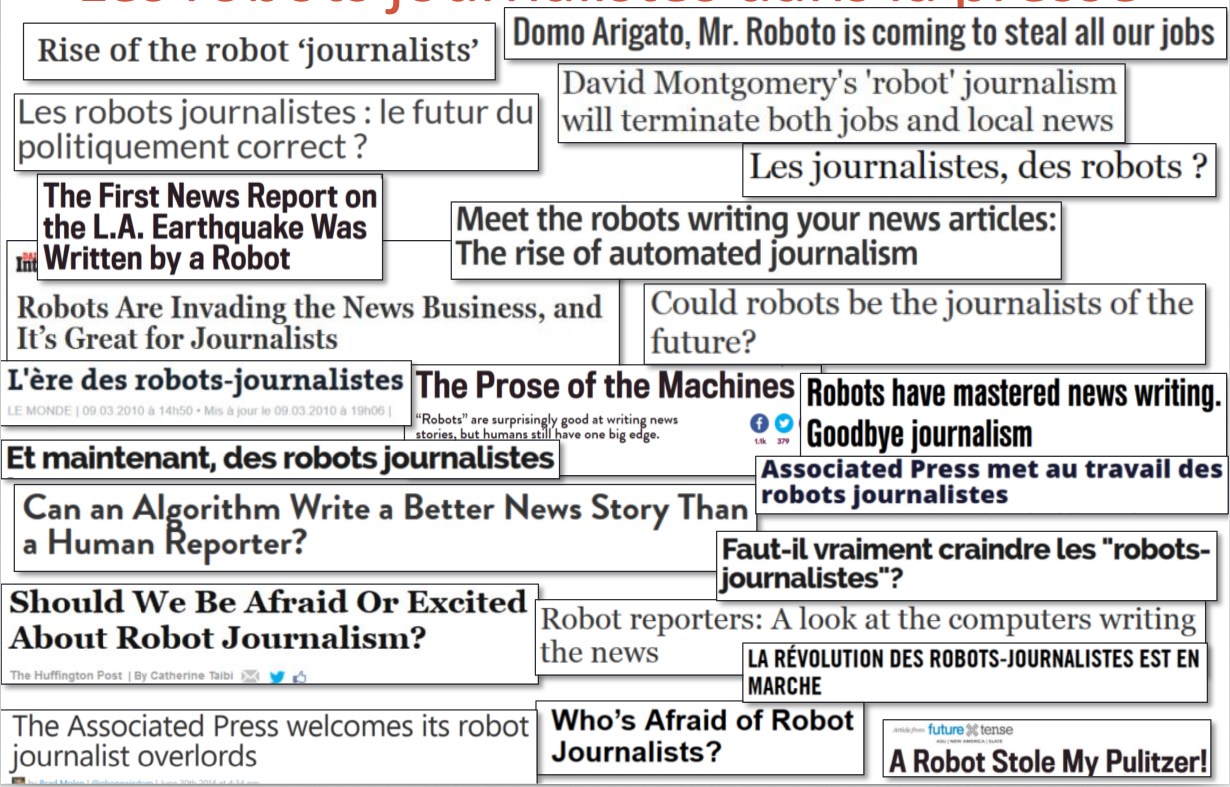 Les robots journalistes dans la presse
Rise of the robot ‘journalists’
Domo Arigato, Mr. Roboto is coming to steal all our jobs
David Montgomery's 'robot' journalism
will terminate both jobs and local news
Les robots journalistes : le futur du
politiquement correct ?
Les journalistes, des robots ?
The First News Report on
the L.A. Earthquake Was
Written by a Robot
Meet the robots writing your news articles:
The rise of automated journalism
Int
Robots Are Invading the News Business, and
It’s Great for Journalists
Could robots be the journalists of the
future?
L'ère des robots-journalistes
LE MONDE | 09.03.2010 à 14h50 • Mis à jour le 09.03.2010 à 19h06 |
The Prose of the Machines
“Robots” are surprisingly good at writing news
stories, but humans still have one big edge.
1.1k 379
Robots have mastered news writing.
Goodbye journalism
Et maintenant, des robots journalistes
Associated Press met au travail des
robots journalistes
Can an Algorithm Write a Better News Story Than
a Human Reporter?
Faut-il vraiment craindre les "robots-
journalistes"?
Should We Be Afraid Or Excited
About Robot Journalism?
The Huffington Post | By Catherine Taibi
Robot reporters: A look at the computers writing
the news
LA RÉVOLUTION DES ROBOTS-JOURNALISTES EST EN
MARCHE
The Associated Press welcomes its robot
journalist overlords
Who’s Afraid of Robot
Journalists?
Article from future tense
ASU | NEW AMERICA | SLATE
A Robot Stole My Pulitzer!